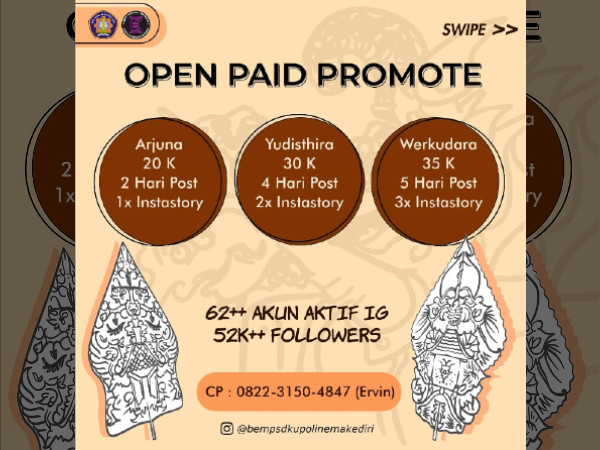 SWIPE >>
OPEN PAID PROMOTE
Arjuna
20 K
2 Hari Post
1x Instastory
Yudisthira
30 K
4 Hari Post
2x Instastory
Werkudara
35 K
5 Hari Post
3x Instastory
62++ AKUN AKTIF IG
52K++ FOLLOWERS
CP : 0822-3150-4847 (Ervin)
@bempsdkupolinemakediri